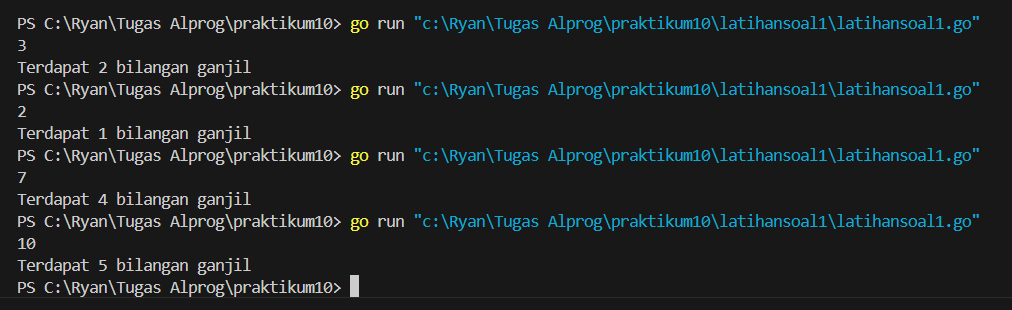 PS C:\Ryan\Tugas Alprog\praktikum10> go run "c:\Ryan\Tugas Alprog\praktikum10\latihansoal1\latihansoal1.go"
3
Terdapat 2 bilangan ganjil
PS C:\Ryan\Tugas Alprog\praktikum10> go run "c:\Ryan\Tugas Alprog\praktikum10\latihansoal1\latihansoal1.go"
2
Terdapat 1 bilangan ganjil
PS C:\Ryan\Tugas Alprog\praktikum10> go run "c:\Ryan\Tugas Alprog\praktikum10\latihansoal1\latihansoal1.go"
7
Terdapat 4 bilangan ganjil
PS C:\Ryan\Tugas Alprog\praktikum10> go run "c:\Ryan\Tugas Alprog\praktikum10\latihansoal1\latihansoal1.go"
10
Terdapat 5 bilangan ganjil
PS C:\Ryan\Tugas Alprog\praktikum10>